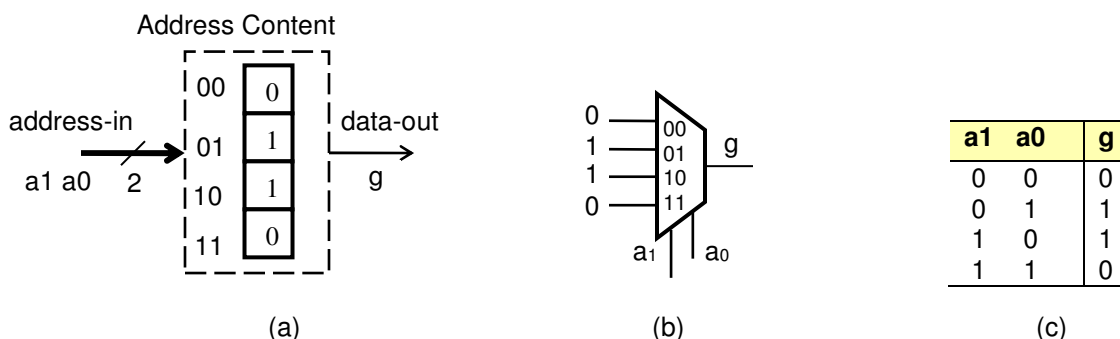 Address Content
00 0
address-in
01 1
data-out
a1 a0 2
10 1
g
11 0
(a)
0 00
1 01
1 10
0 11
g
a1 a0
(b)
a1 a0 g
0 0 0
0 1 1
1 0 1
1 1 0
(c)